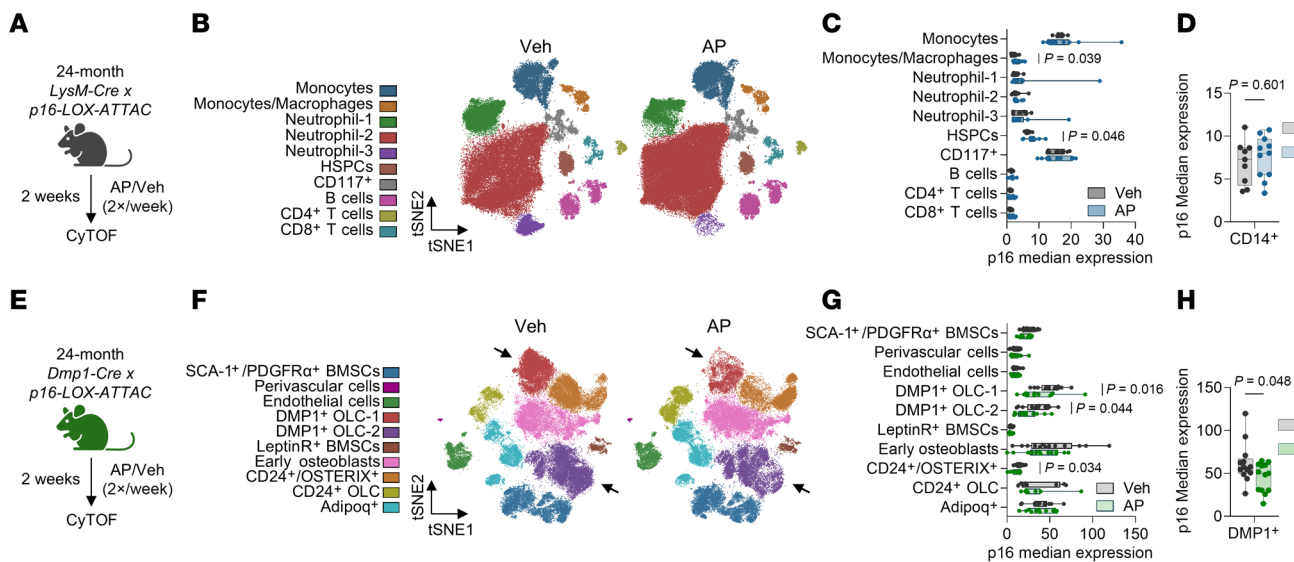 A
24-month
LysM-Cre x
p16-LOX-ATTAC
2 weeks
AP/Veh
(2×/week)
CyTOF
B
Monocytes
Monocytes/Macrophages
Neutrophil-1
Neutrophil-2
Neutrophil-3
HSPCs
CD117+
B cells
CD4+ T cells
CD8+ T cells
Veh
AP
tSNE2
tSNE1
C
Monocytes
Monocytes/Macrophages
Neutrophil-1
Neutrophil-2
Neutrophil-3
HSPCs
CD117+
B cells
CD4+ T cells
CD8+ T cells
P = 0.039
P = 0.046
Veh
AP
0 10 20 30 40
p16 median expression
D
P = 0.601
p16 Median expression
15
10
5
0
CD14+
E
24-month
Dmp1-Cre x
p16-LOX-ATTAC
2 weeks
AP/Veh
(2×/week)
CyTOF
F
SCA-1+/PDGFRα+ BMSCs
Perivascular cells
Endothelial cells
DMP1+ OLC-1
DMP1+ OLC-2
LeptinR+ BMSCs
Early osteoblasts
CD24+/OSTERIX+
CD24+ OLC
Adipoq+
Veh
AP
tSNE2
tSNE1
G
SCA-1+/PDGFRα+ BMSCs
Perivascular cells
Endothelial cells
DMP1+ OLC-1
DMP1+ OLC-2
LeptinR+ BMSCs
Early osteoblasts
CD24+/OSTERIX+
CD24+ OLC
Adipoq+
P = 0.016
P = 0.044
P = 0.034
Veh
AP
0 50 100 150
p16 median expression
H
P = 0.048
p16 Median expression
150
100
50
0
DMP1+